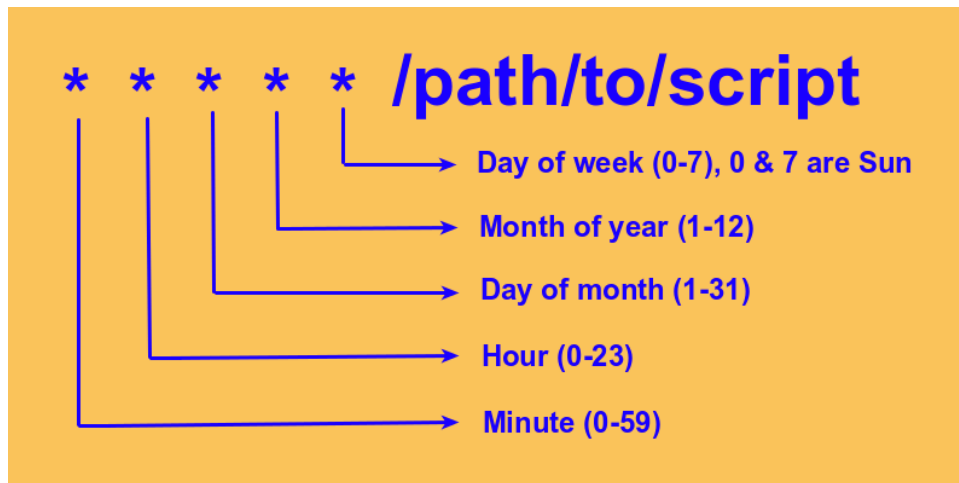 * * * * * /path/to/script
Day of week (0-7), 0 & 7 are Sun
Month of year (1-12)
Day of month (1-31)
Hour (0-23)
Minute (0-59)